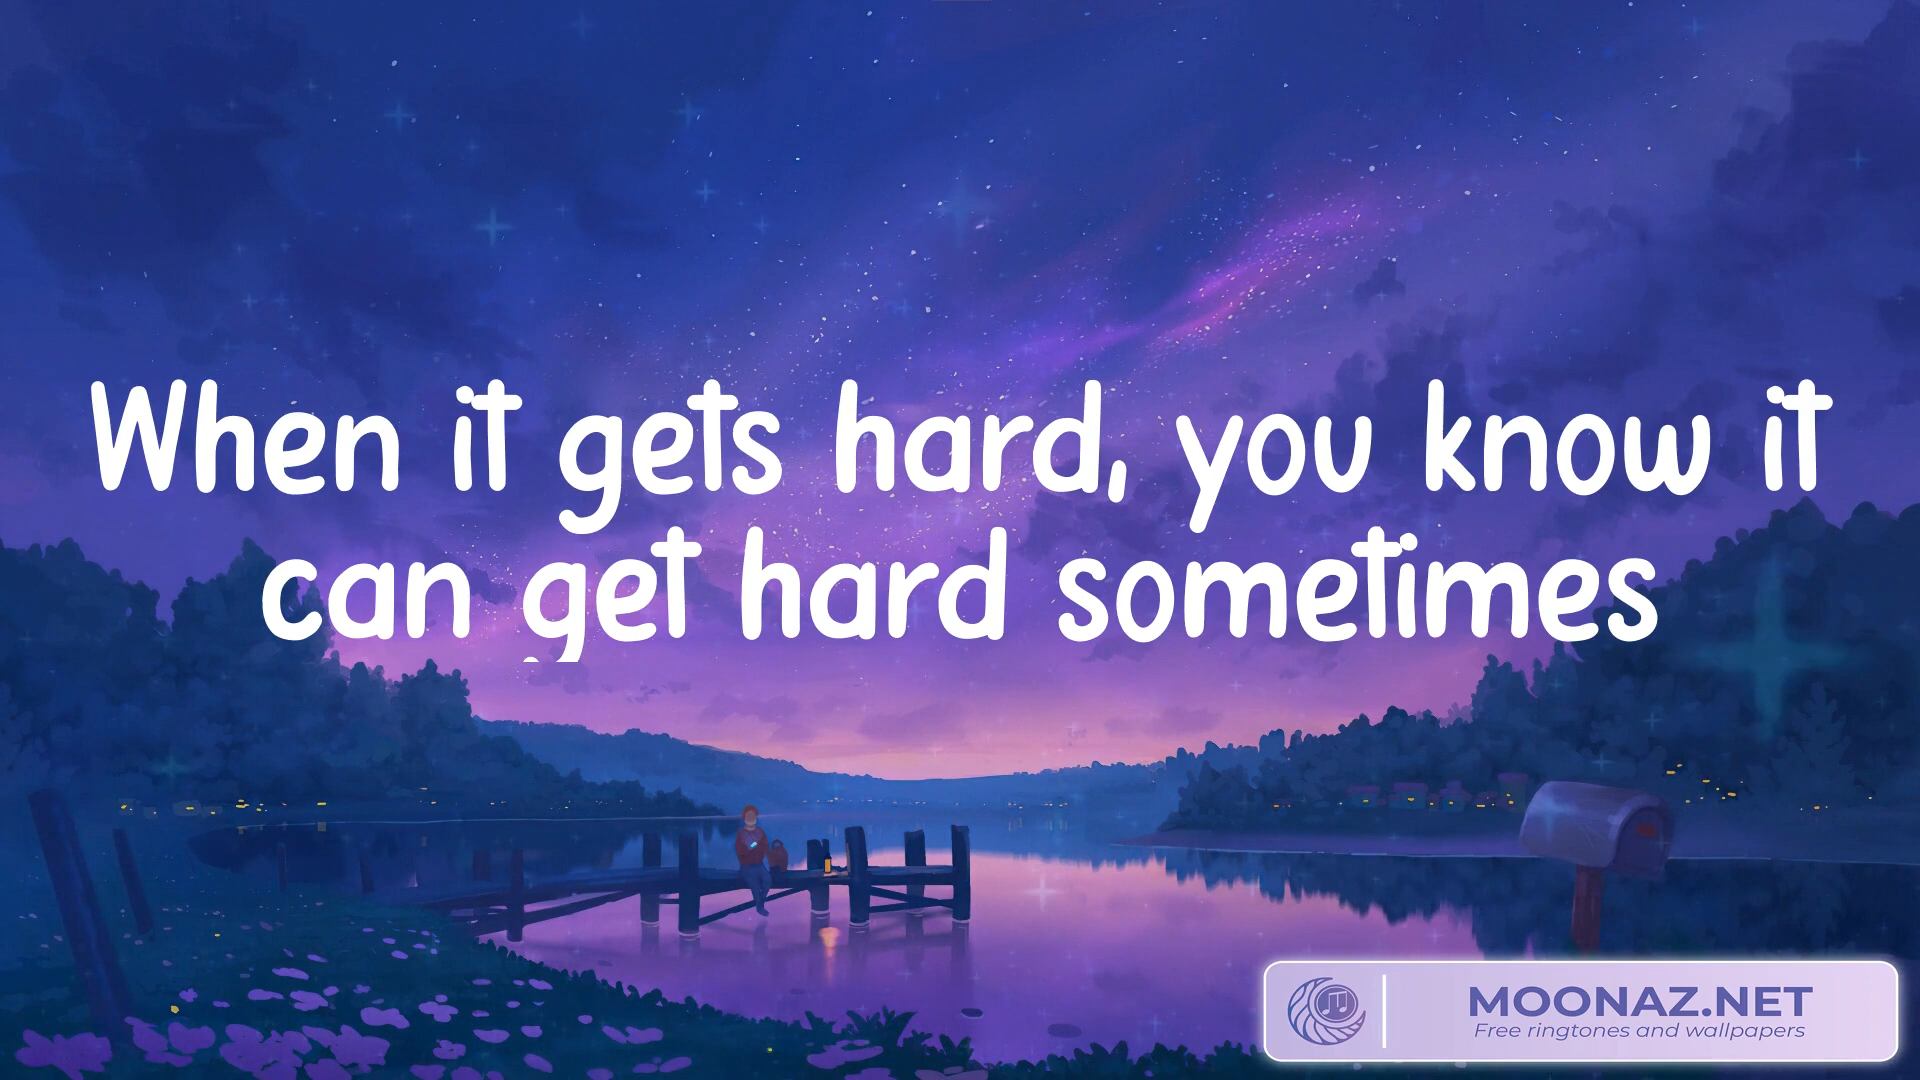 When it gets hard, you know it
can get hard sometimes
MOONAZ.NET
Free ringtones and wallpapers